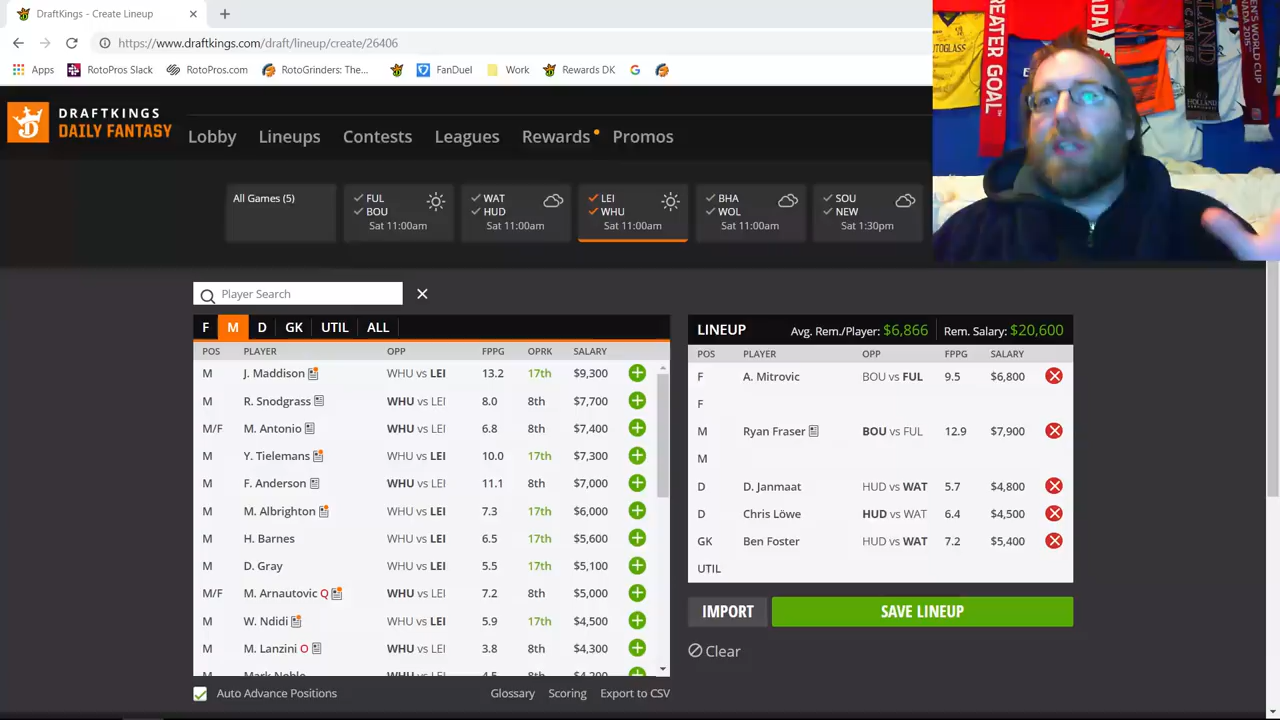 DraftKings - Create Lineup
https://www.draftkings.com/draft/lineup/create/26406
Apps RotoPros Slack RotoPros.com RotoGrinders: The... FanDuel Work Rewards DK
DRAFTKINGS
DAILY FANTASY
Lobby Lineups Contests Leagues Rewards Promos
All Games (5)
FUL
BOU
Sat 11:00am
WAT
HUD
Sat 11:00am
LEI
WHU
Sat 11:00am
BHA
WOL
Sat 11:00am
SOU
NEW
Sat 1:30pm
GREATER GOAL
Player Search
F M D GK UTIL ALL
POS PLAYER OPP FPPG OPRK SALARY
M J. Maddison WHU vs LEI 13.2 17th $9,300
M R. Snodgrass WHU vs LEI 8.0 8th $7,700
M/F M. Antonio WHU vs LEI 6.8 8th $7,400
M Y. Tielemans WHU vs LEI 10.0 17th $7,300
M F. Anderson WHU vs LEI 11.1 8th $7,000
M M. Albrighton WHU vs LEI 7.3 17th $6,000
M H. Barnes WHU vs LEI 6.5 17th $5,600
M D. Gray WHU vs LEI 5.5 17th $5,100
M/F M. Arnautovic Q WHU vs LEI 7.2 8th $5,000
M W. Ndidi WHU vs LEI 5.9 17th $4,500
M M. Lanzini O WHU vs LEI 3.8 8th $4,300
Auto Advance Positions Glossary Scoring Export to CSV
LINEUP Avg. Rem./Player: $6,866 Rem. Salary: $20,600
POS PLAYER OPP FPPG SALARY
F A. Mitrovic BOU vs FUL 9.5 $6,800
F
M Ryan Fraser BOU vs FUL 12.9 $7,900
M
D D. Janmaat HUD vs WAT 5.7 $4,800
D Chris Löwe HUD vs WAT 6.4 $4,500
GK Ben Foster HUD vs WAT 7.2 $5,400
UTIL
IMPORT SAVE LINEUP
Clear